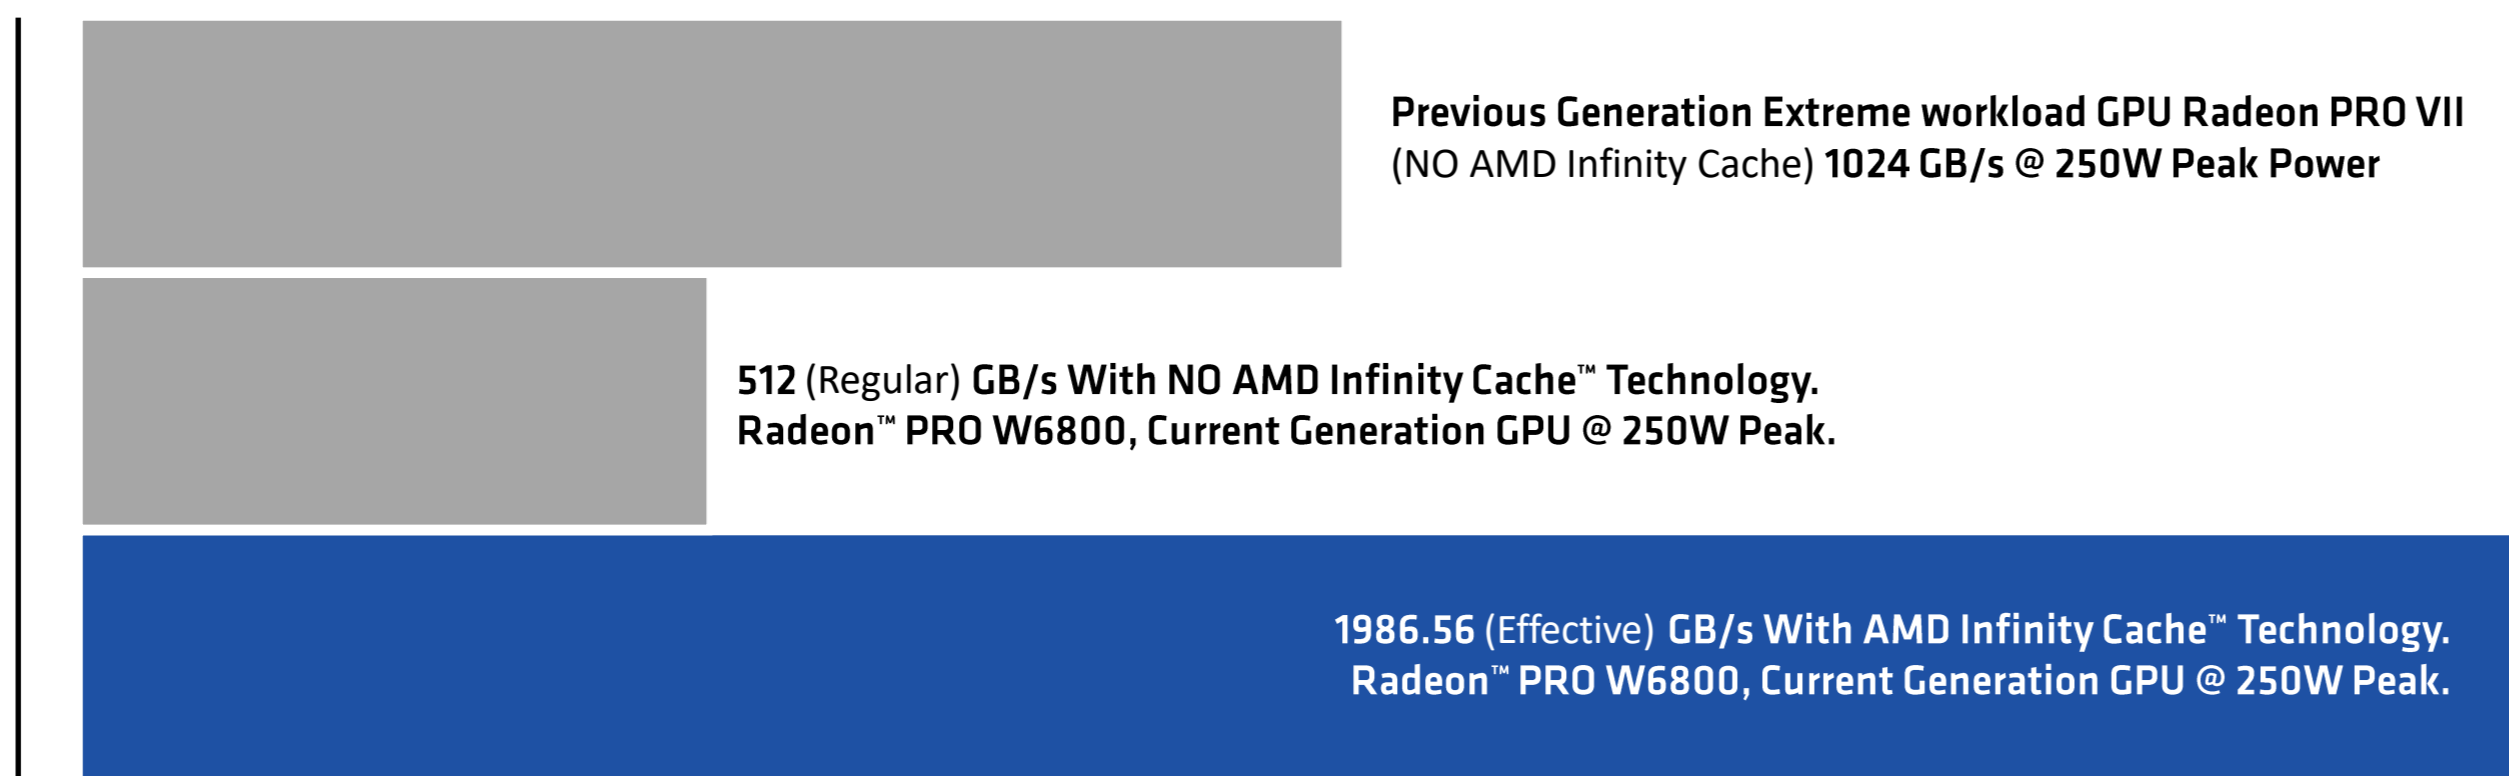 Previous Generation Extreme workload GPU Radeon PRO VII
(NO AMD Infinity Cache) 1024 GB/s @ 250W Peak Power
512 (Regular) GB/s With NO AMD Infinity Cache™ Technology.
Radeon™ PRO W6800, Current Generation GPU @ 250W Peak.
1986.56 (Effective) GB/s With AMD Infinity Cache™ Technology.
Radeon™ PRO W6800, Current Generation GPU @ 250W Peak.